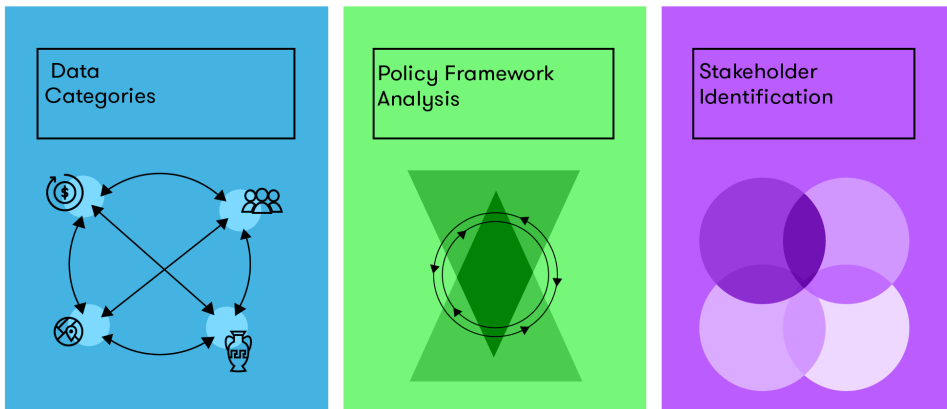 Data
Categories
Policy Framework
Analysis
Stakeholder
Identification
$